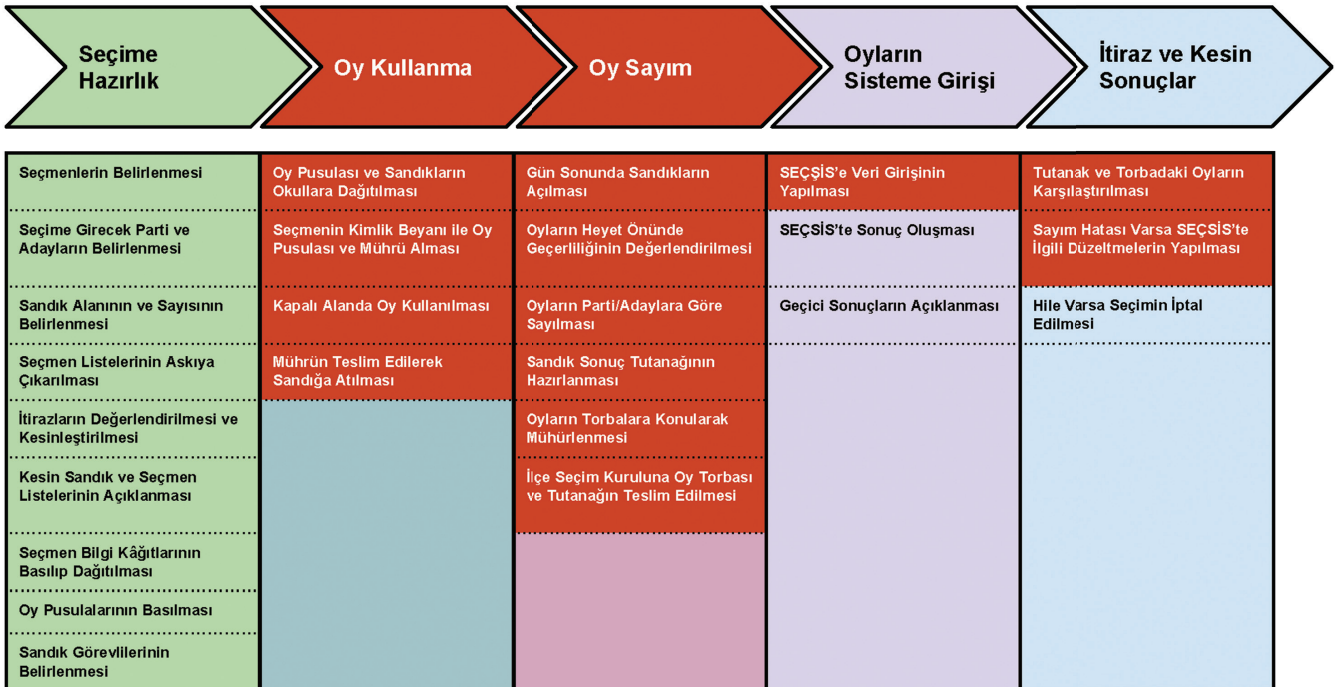 Seçime
Hazırlık
Oy Kullanma
Oy Sayım
Oyların
Sisteme Girişi
İtiraz ve Kesin
Sonuçlar
Seçmenlerin Belirlenmesi
Seçime Girecek Parti ve
Adayların Belirlenmesi
Sandık Alanının ve Sayısının
Belirlenmesi
Seçmen Listelerinin Askıya
Çıkarılması
İtirazların Değerlendirilmesi ve
Kesinleştirilmesi
Kesin Sandık ve Seçmen
Listelerinin Açıklanması
Seçmen Bilgi Kâğıtlarının
Basılıp Dağıtılması
Oy Pusulalarının Basılması
Sandık Görevlilerinin
Belirlenmesi
Oy Pusulası ve Sandıkların
Okullara Dağıtılması
Seçmenin Kimlik Beyanı ile Oy
Pusulası ve Mührü Alması
Kapalı Alanda Oy Kullanılması
Mührün Teslim Edilerek
Sandığa Atılması
Gün Sonunda Sandıkların
Açılması
Oyların Heyet Önünde
Geçerliliğinin Değerlendirilmesi
Oyların Parti/Adaylara Göre
Sayılması
Sandık Sonuç Tutanağının
Hazırlanması
Oyların Torbalara Konularak
Mühürlenmesi
İlçe Seçim Kuruluna Oy Torbası
ve Tutanağın Teslim Edilmesi
SEÇŞİS’e Veri Girişinin
Yapılması
SEÇSİS’te Sonuç Oluşması
Geçici Sonuçların Açıklanması
Tutanak ve Torbadaki Oyların
Karşılaştırılması
Sayım Hatası Varsa SEÇSİS’te
İlgili Düzeltmelerin Yapılması
Hile Varsa Seçimin İptal
Edilmesi